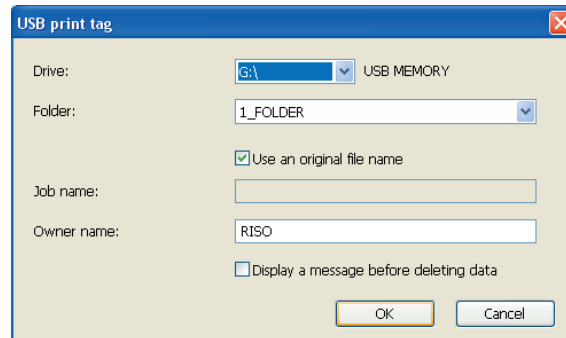 USB print tag
Drive: G:\ USB MEMORY
Folder: 1_FOLDER
Use an original file name
Job name:
Owner name: RISO
Display a message before deleting data
OK Cancel